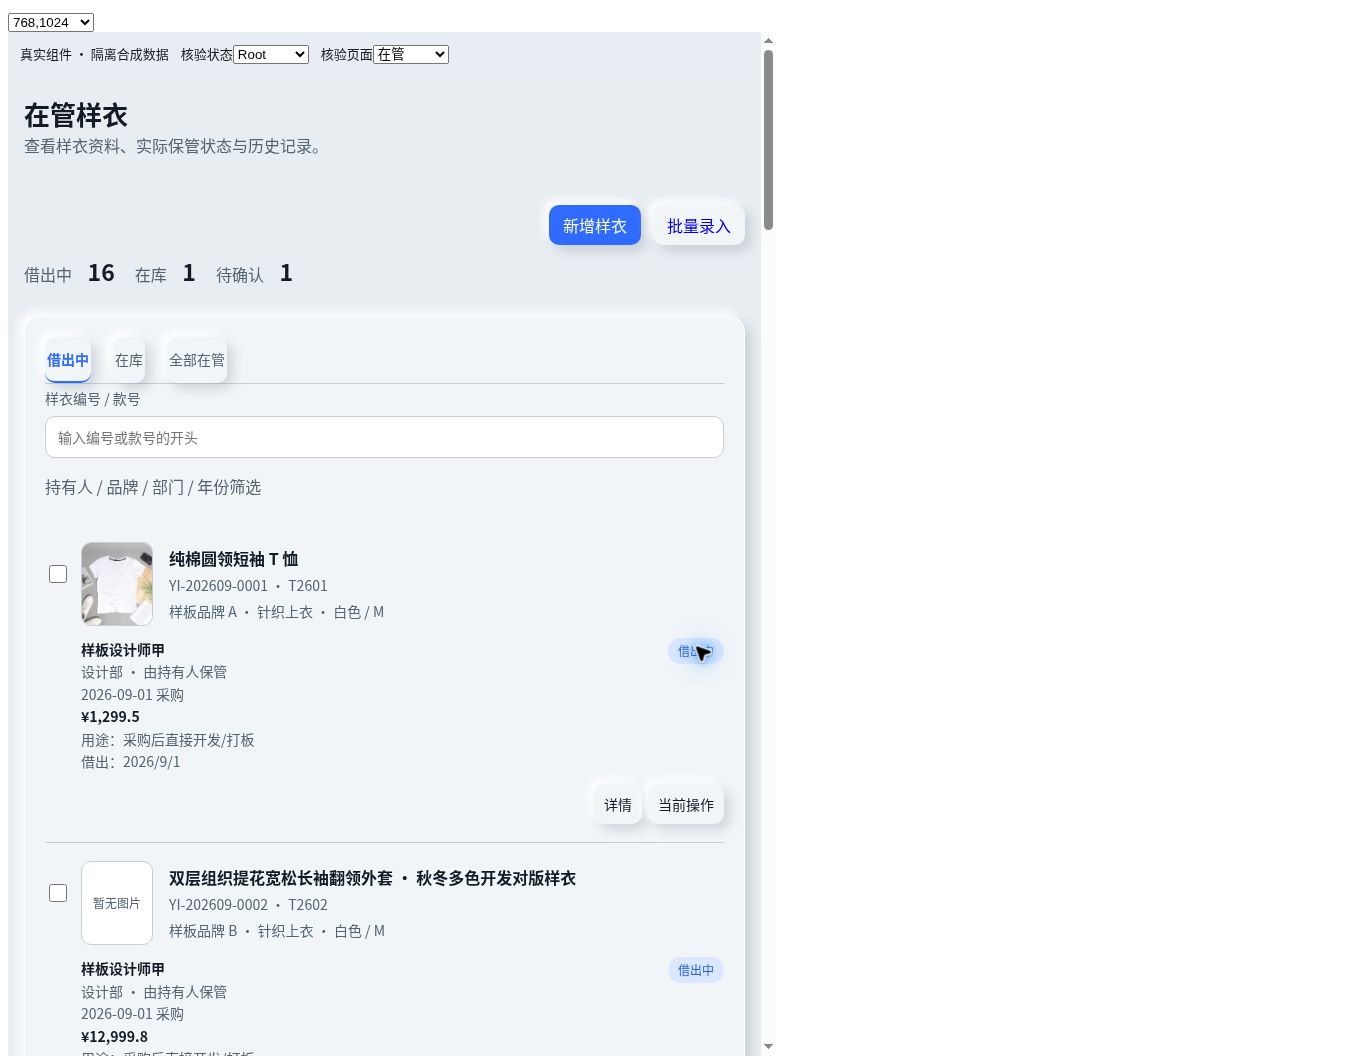 768,1024
真实组件 · 隔离合成数据 核验状态 Root 核验页面 在管
在管样衣
查看样衣资料、实际保管状态与历史记录。
新增样衣 批量录入
借出中 16 在库 1 待确认 1
借出中 在库 全部在管
样衣编号 / 款号
输入编号或款号的开头
持有人 / 品牌 / 部门 / 年份筛选
纯棉圆领短袖 T 恤
YI-202609-0001 · T2601
样板品牌 A · 针织上衣 · 白色 / M
样板设计师甲
设计部 · 由持有人保管
2026-09-01 采购
¥1,299.5
用途：采购后直接开发/打板
借出：2026/9/1
详情 当前操作
双层组织提花宽松长袖翻领外套 · 秋冬多色开发对版样衣
暂无图片
YI-202609-0002 · T2602
样板品牌 B · 针织上衣 · 白色 / M
样板设计师甲 借出中
设计部 · 由持有人保管
2026-09-01 采购
¥12,999.8